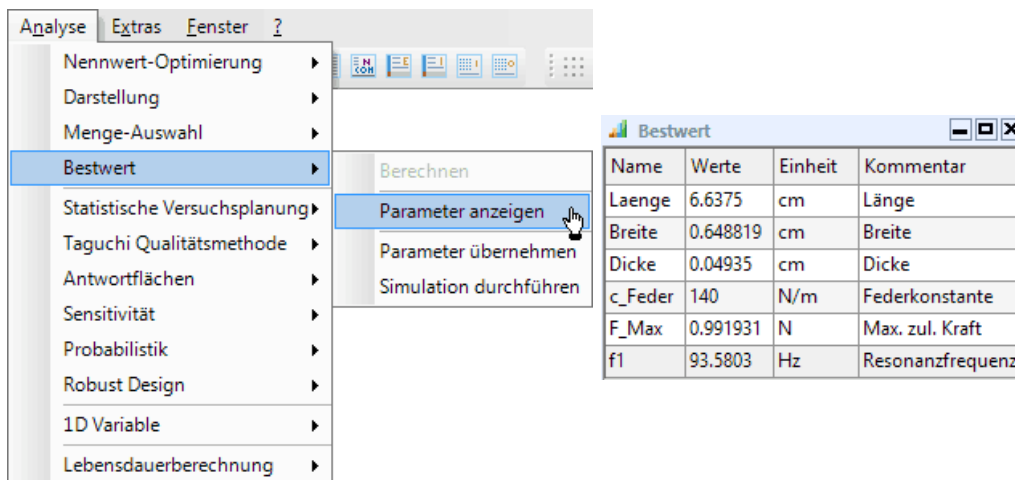 Analyse Extras Fenster ?
Nennwert-Optimierung
Darstellung
Menge-Auswahl
Bestwert
Statistische Versuchsplanung
Taguchi Qualitätsmethode
Antwortflächen
Sensitivität
Probabilistik
Robust Design
1D Variable
Lebensdauerberechnung
Berechnen
Parameter anzeigen
Parameter übernehmen
Simulation durchführen
Bestwert
Name Werte Einheit Kommentar
Laenge 6.6375 cm Länge
Breite 0.648819 cm Breite
Dicke 0.04935 cm Dicke
c_Feder 140 N/m Federkonstante
F_Max 0.991931 N Max. zul. Kraft
f1 93.5803 Hz Resonanzfrequenz